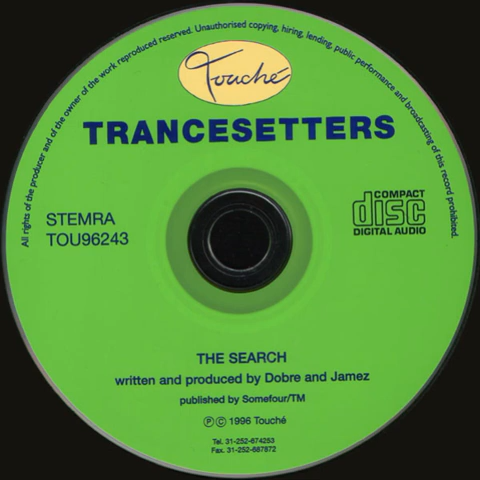 All rights of the producer and of the owner of the work reproduced reserved. Unauthorised copying, hiring, lending, public performance and broadcasting of this record prohibited.
Touché
TRANCESETTERS
STEMRA
TOU96243
COMPACT
disc
DIGITAL AUDIO
THE SEARCH
written and produced by Dobre and Jamez
published by Somefour/TM
Ⓟ © 1996 Touché
Tel. 31-252-674253
Fax. 31-252-687872